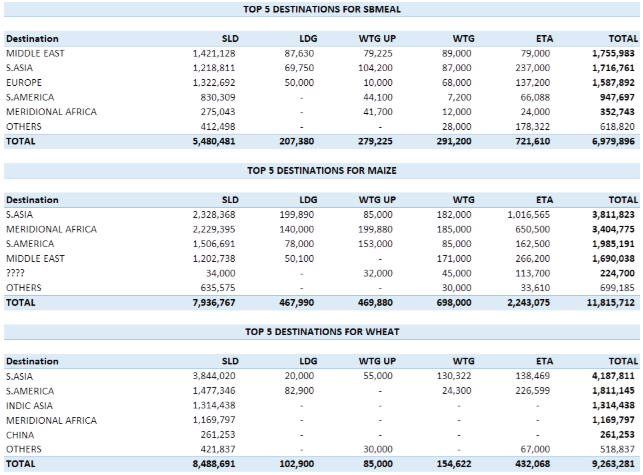 TOP 5 DESTINATIONS FOR SBMEAL
Destination SLD LDG WTG UP WTG ETA TOTAL
MIDDLE EAST 1,421,128 87,630 79,225 89,000 79,000 1,755,983
S.ASIA 1,218,811 69,750 104,200 87,000 237,000 1,716,761
EUROPE 1,322,692 50,000 10,000 68,000 137,200 1,587,892
S.AMERICA 830,309 - 44,100 7,200 66,088 947,697
MERIDIONAL AFRICA 275,043 - 41,700 12,000 24,000 352,743
OTHERS 412,498 - - 28,000 178,322 618,820
TOTAL 5,480,481 207,380 279,225 291,200 721,610 6,979,896
TOP 5 DESTINATIONS FOR MAIZE
Destination SLD LDG WTG UP WTG ETA TOTAL
S.ASIA 2,328,368 199,890 85,000 182,000 1,016,565 3,811,823
MERIDIONAL AFRICA 2,229,395 140,000 199,880 185,000 650,500 3,404,775
S.AMERICA 1,506,691 78,000 153,000 85,000 162,500 1,985,191
MIDDLE EAST 1,202,738 50,100 - 171,000 266,200 1,690,038
???? 34,000 - 32,000 45,000 113,700 224,700
OTHERS 635,575 - - 30,000 33,610 699,185
TOTAL 7,936,767 467,990 469,880 698,000 2,243,075 11,815,712
TOP 5 DESTINATIONS FOR WHEAT
Destination SLD LDG WTG UP WTG ETA TOTAL
S.ASIA 3,844,020 20,000 55,000 130,322 138,469 4,187,811
S.AMERICA 1,477,346 82,900 - 24,300 226,599 1,811,145
INDIC ASIA 1,314,438 - - - - 1,314,438
MERIDIONAL AFRICA 1,169,797 - - - - 1,169,797
CHINA 261,253 - - - - 261,253
OTHERS 421,837 - 30,000 - 67,000 518,837
TOTAL 8,488,691 102,900 85,000 154,622 432,068 9,263,281